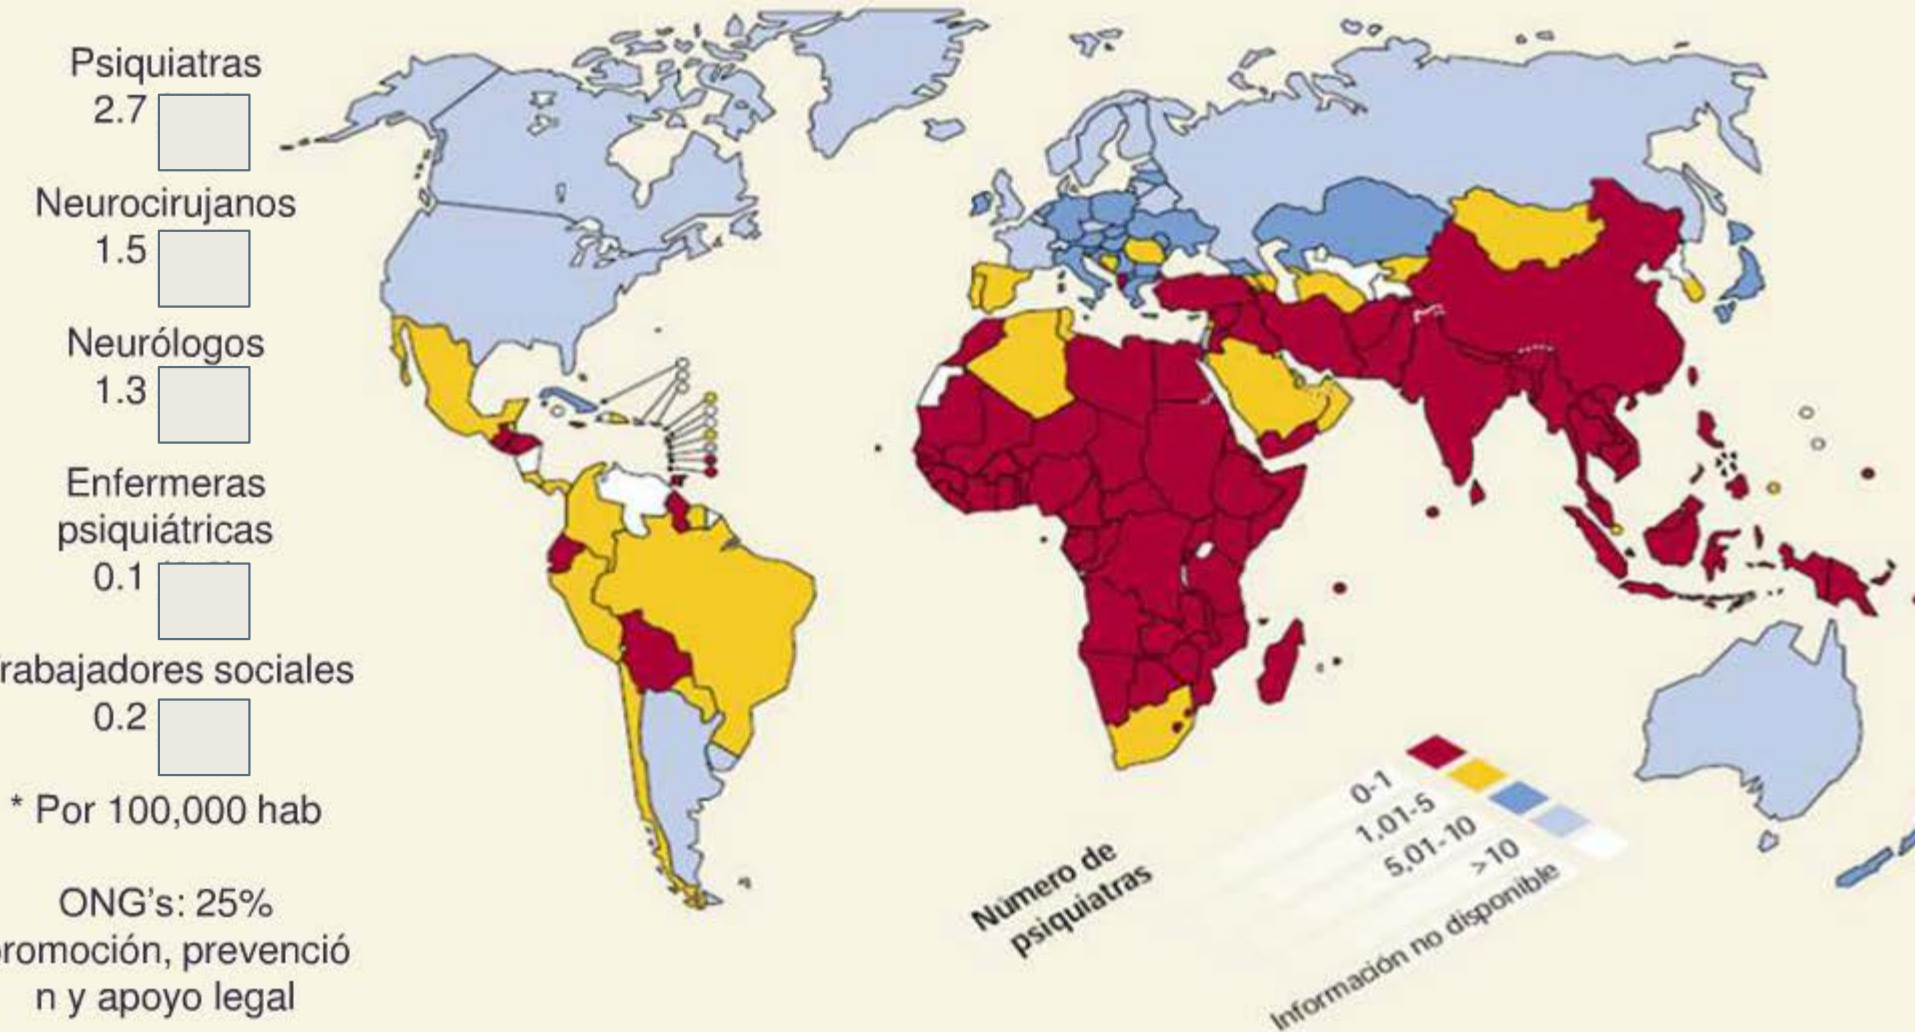 Psiquiatras
2.7
Neurocirujanos
1.5
Neurólogos
1.3
Enfermeras
psiquiátricas
0.1
rabajadores sociales
0.2
* Por 100,000 hab
ONG's: 25%
promoción, prevenció
n y apoyo legal
Número de
psiquiatras
0-1
1,01-5
5,01-10
>10
Información no disponible